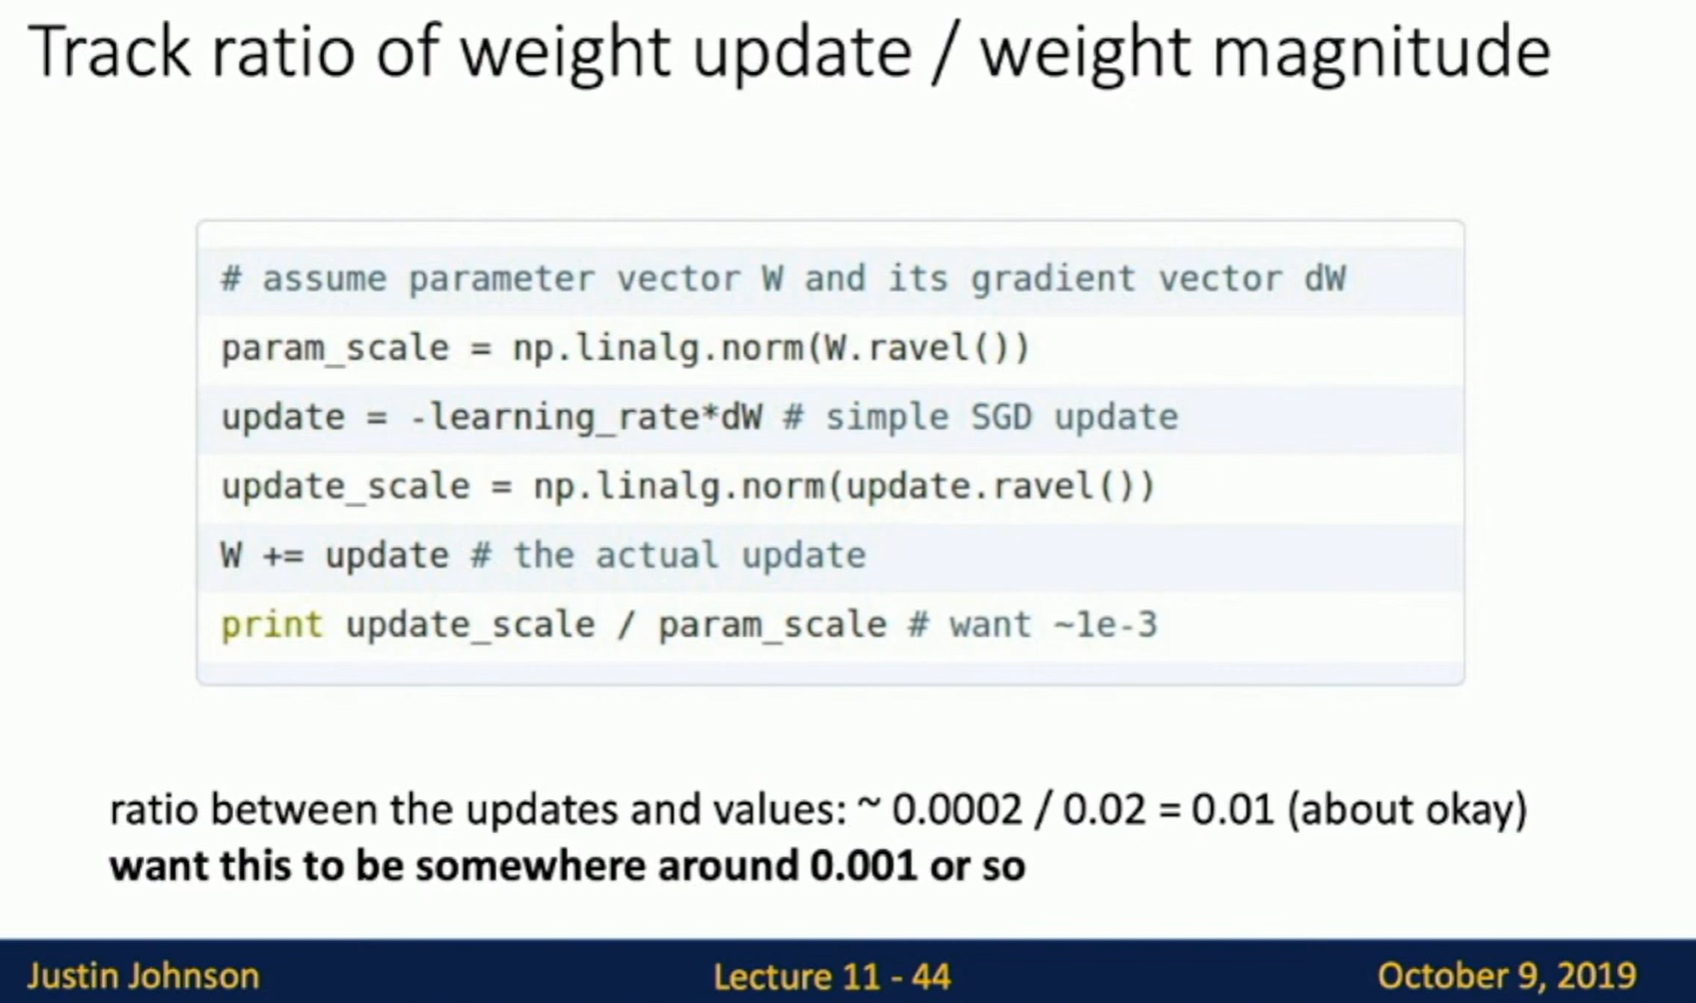 Track ratio of weight update / weight magnitude
# assume parameter vector W and its gradient vector dW
param_scale = np.linalg.norm(W.ravel())
update = -learning_rate*dW # simple SGD update
update_scale = np.linalg.norm(update.ravel())
W += update # the actual update
print update_scale / param_scale # want ~1e-3
ratio between the updates and values: ~ 0.0002 / 0.02 = 0.01 (about okay)
want this to be somewhere around 0.001 or so
Justin Johnson
Lecture 11 - 44
October 9, 2019